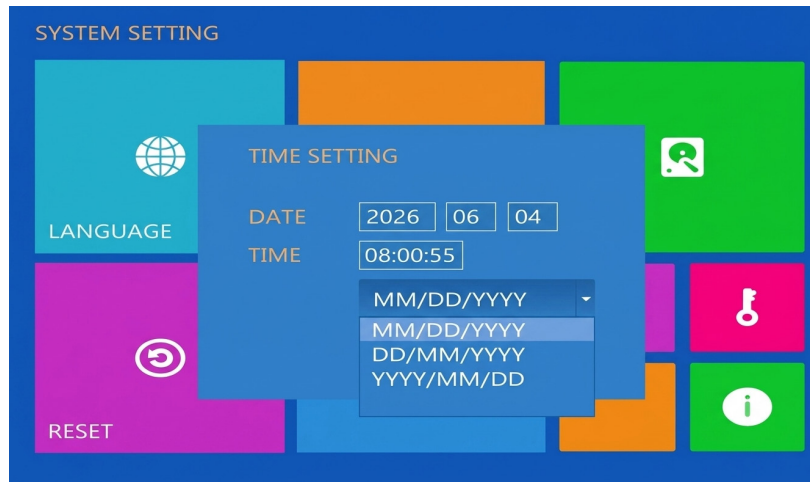 SYSTEM SETTING
TIME SETTING
DATE 2026 06 04
TIME 08:00:55
MM/DD/YYYY
MM/DD/YYYY
DD/MM/YYYY
YYYY/MM/DD
LANGUAGE
RESET
i